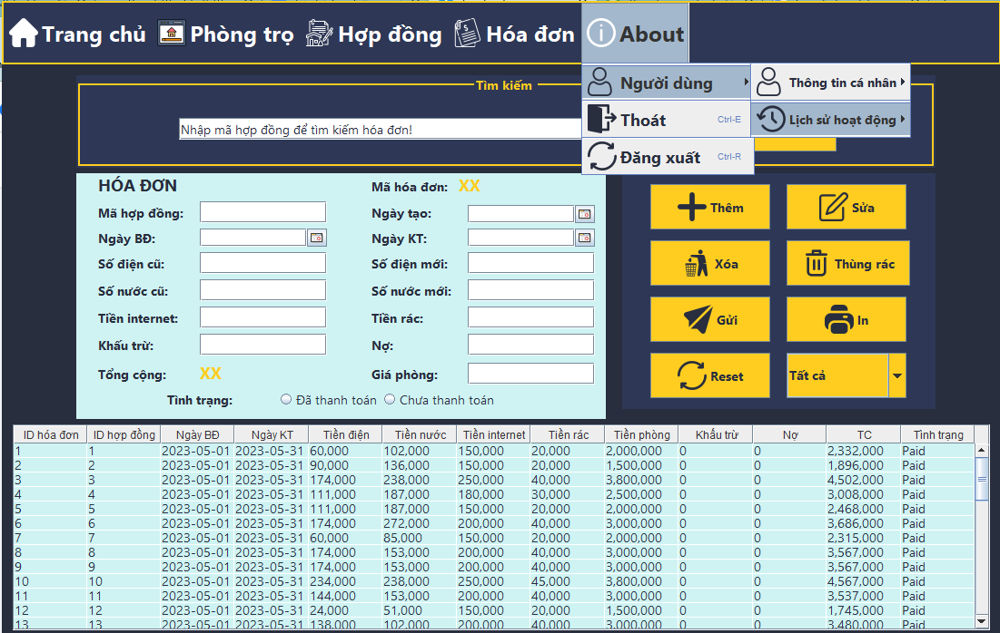 Trang chủ Phòng trọ Hợp đồng Hóa đơn About
Người dùng Thông tin cá nhân
Thoát Ctrl-E Lịch sử hoạt động
Đăng xuất Ctrl-R
Tìm kiếm
Nhập mã hợp đồng để tìm kiếm hóa đơn!
HÓA ĐƠN Mã hóa đơn: XX
Mã hợp đồng: Ngày tạo:
Ngày BĐ: Ngày KT:
Số điện cũ: Số điện mới:
Số nước cũ: Số nước mới:
Tiền internet: Tiền rác:
Khấu trừ: Nợ:
Tổng cộng: XX Giá phòng:
Tình trạng: Đã thanh toán Chưa thanh toán
Thêm Sửa
Xóa Thùng rác
Gửi In
Reset Tất cả
ID hóa đơn ID hợp đồng Ngày BĐ Ngày KT Tiền điện Tiền nước Tiền internet Tiền rác Tiền phòng Khấu trừ Nợ TC Tình trạng
1 1 2023-05-01 2023-05-31 60,000 102,000 150,000 20,000 2,000,000 0 0 2,332,000 Paid
2 2 2023-05-01 2023-05-31 90,000 136,000 150,000 20,000 1,500,000 0 0 1,896,000 Paid
3 3 2023-05-01 2023-05-31 174,000 238,000 250,000 40,000 3,800,000 0 0 4,502,000 Paid
4 4 2023-05-01 2023-05-31 111,000 187,000 180,000 30,000 2,500,000 0 0 3,008,000 Paid
5 5 2023-05-01 2023-05-31 111,000 187,000 150,000 20,000 2,000,000 0 0 2,468,000 Paid
6 6 2023-05-01 2023-05-31 174,000 272,000 200,000 40,000 3,000,000 0 0 3,686,000 Paid
7 7 2023-05-01 2023-05-31 60,000 85,000 150,000 20,000 2,000,000 0 0 2,315,000 Paid
8 8 2023-05-01 2023-05-31 174,000 153,000 200,000 40,000 3,000,000 0 0 3,567,000 Paid
9 9 2023-05-01 2023-05-31 174,000 153,000 200,000 40,000 3,000,000 0 0 3,567,000 Paid
10 10 2023-05-01 2023-05-31 234,000 238,000 250,000 45,000 3,800,000 0 0 4,567,000 Paid
11 11 2023-05-01 2023-05-31 144,000 153,000 200,000 40,000 3,000,000 0 0 3,537,000 Paid
12 12 2023-05-01 2023-05-31 24,000 51,000 150,000 20,000 1,500,000 0 0 1,745,000 Paid
13 13 2023-05-01 2023-05-31 138,000 102,000 200,000 40,000 3,000,000 0 0 3,480,000 Paid